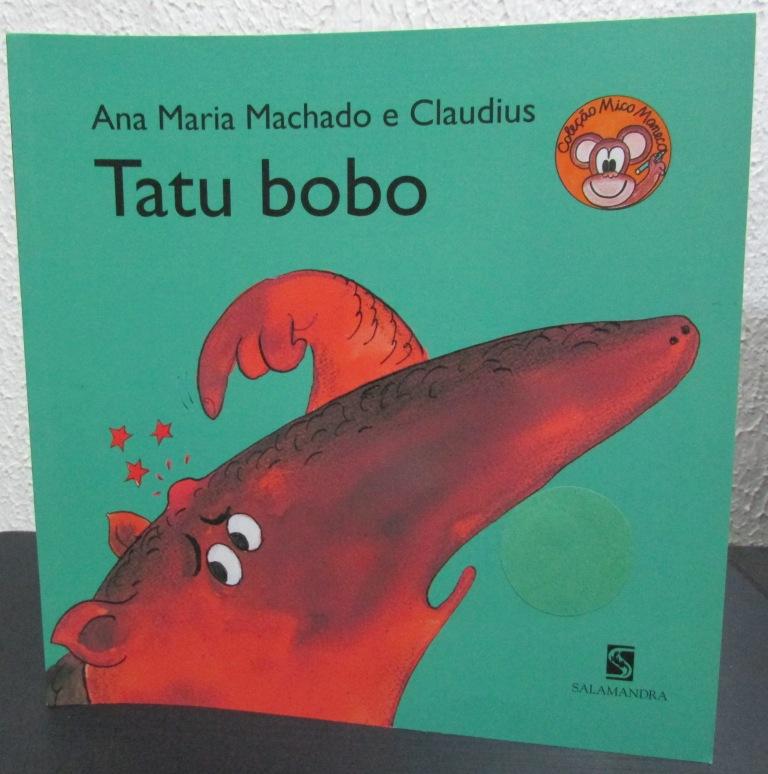 Ana Maria Machado e Claudius
Coleção Mico Maneco
Tatu bobo
SALAMANDRA